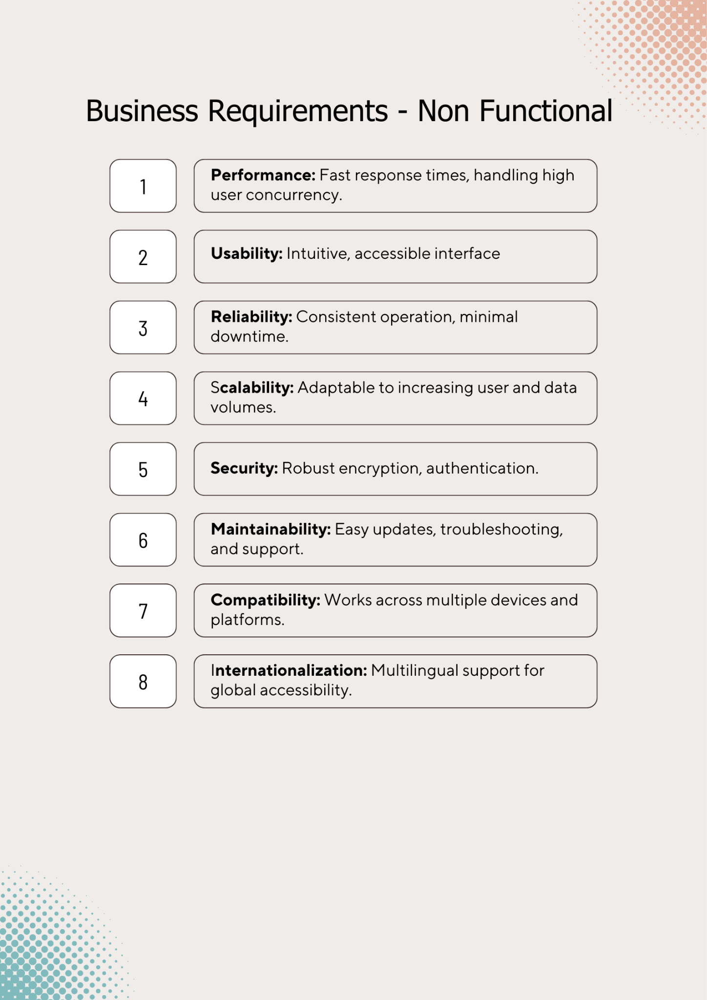 Business Requirements - Non Functional
1
Performance: Fast response times, handling high
user concurrency.
2
Usability: Intuitive, accessible interface
3
Reliability: Consistent operation, minimal
downtime.
4
Scalability: Adaptable to increasing user and data
volumes.
5
Security: Robust encryption, authentication.
6
Maintainability: Easy updates, troubleshooting,
and support.
7
Compatibility: Works across multiple devices and
platforms.
8
Internationalization: Multilingual support for
global accessibility.